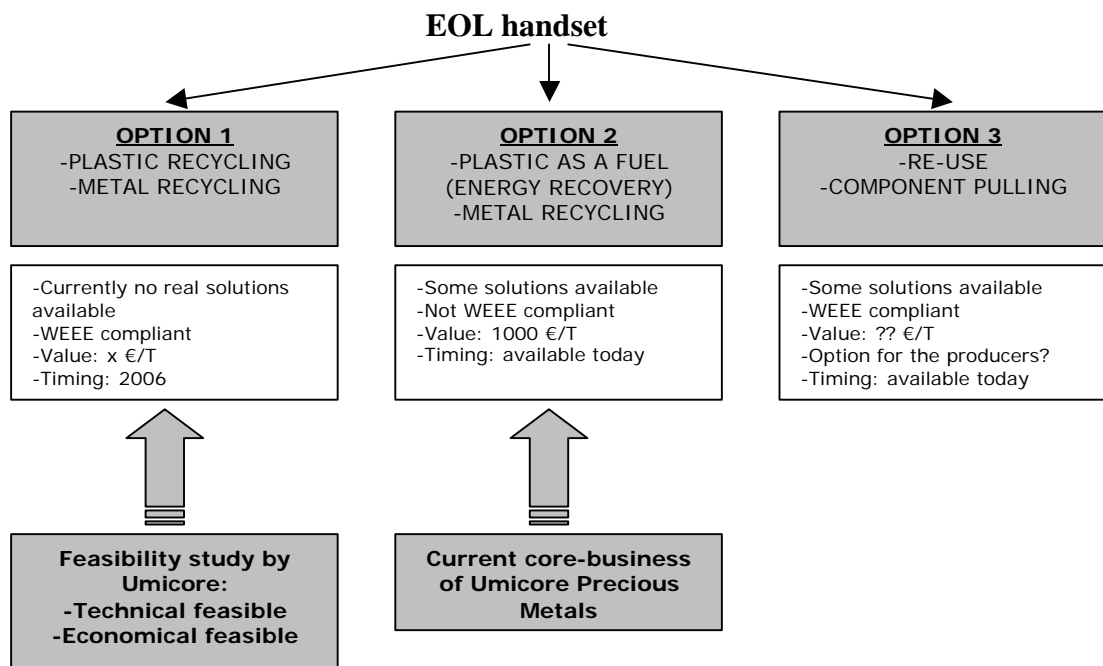 EOL handset
OPTION 1
-PLASTIC RECYCLING
-METAL RECYCLING
OPTION 2
-PLASTIC AS A FUEL
(ENERGY RECOVERY)
-METAL RECYCLING
OPTION 3
-RE-USE
-COMPONENT PULLING
-Currently no real solutions
available
-WEEE compliant
-Value: x €/T
-Timing: 2006
-Some solutions available
-Not WEEE compliant
-Value: 1000 €/T
-Timing: available today
-Some solutions available
-WEEE compliant
-Value: ?? €/T
-Option for the producers?
-Timing: available today
Feasibility study by
Umicore:
-Technical feasible
-Economical feasible
Current core-business
of Umicore Precious
Metals